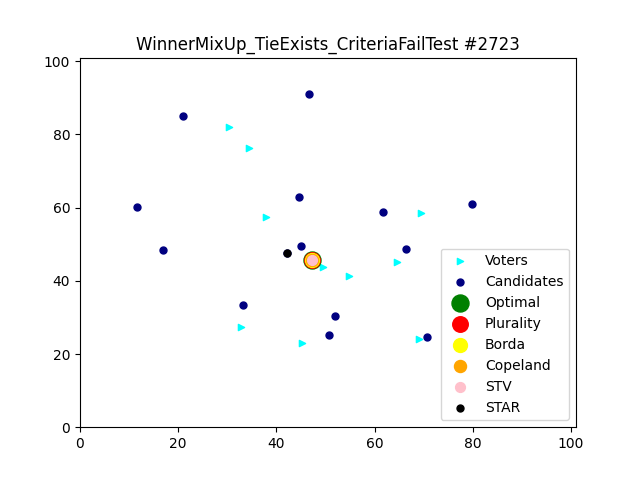 WinnerMixUp_TieExists_CriteriaFailTest #2723
100
80
60
40
20
0
0 20 40 60 80 100
Voters
Candidates
Optimal
Plurality
Borda
Copeland
STV
STAR